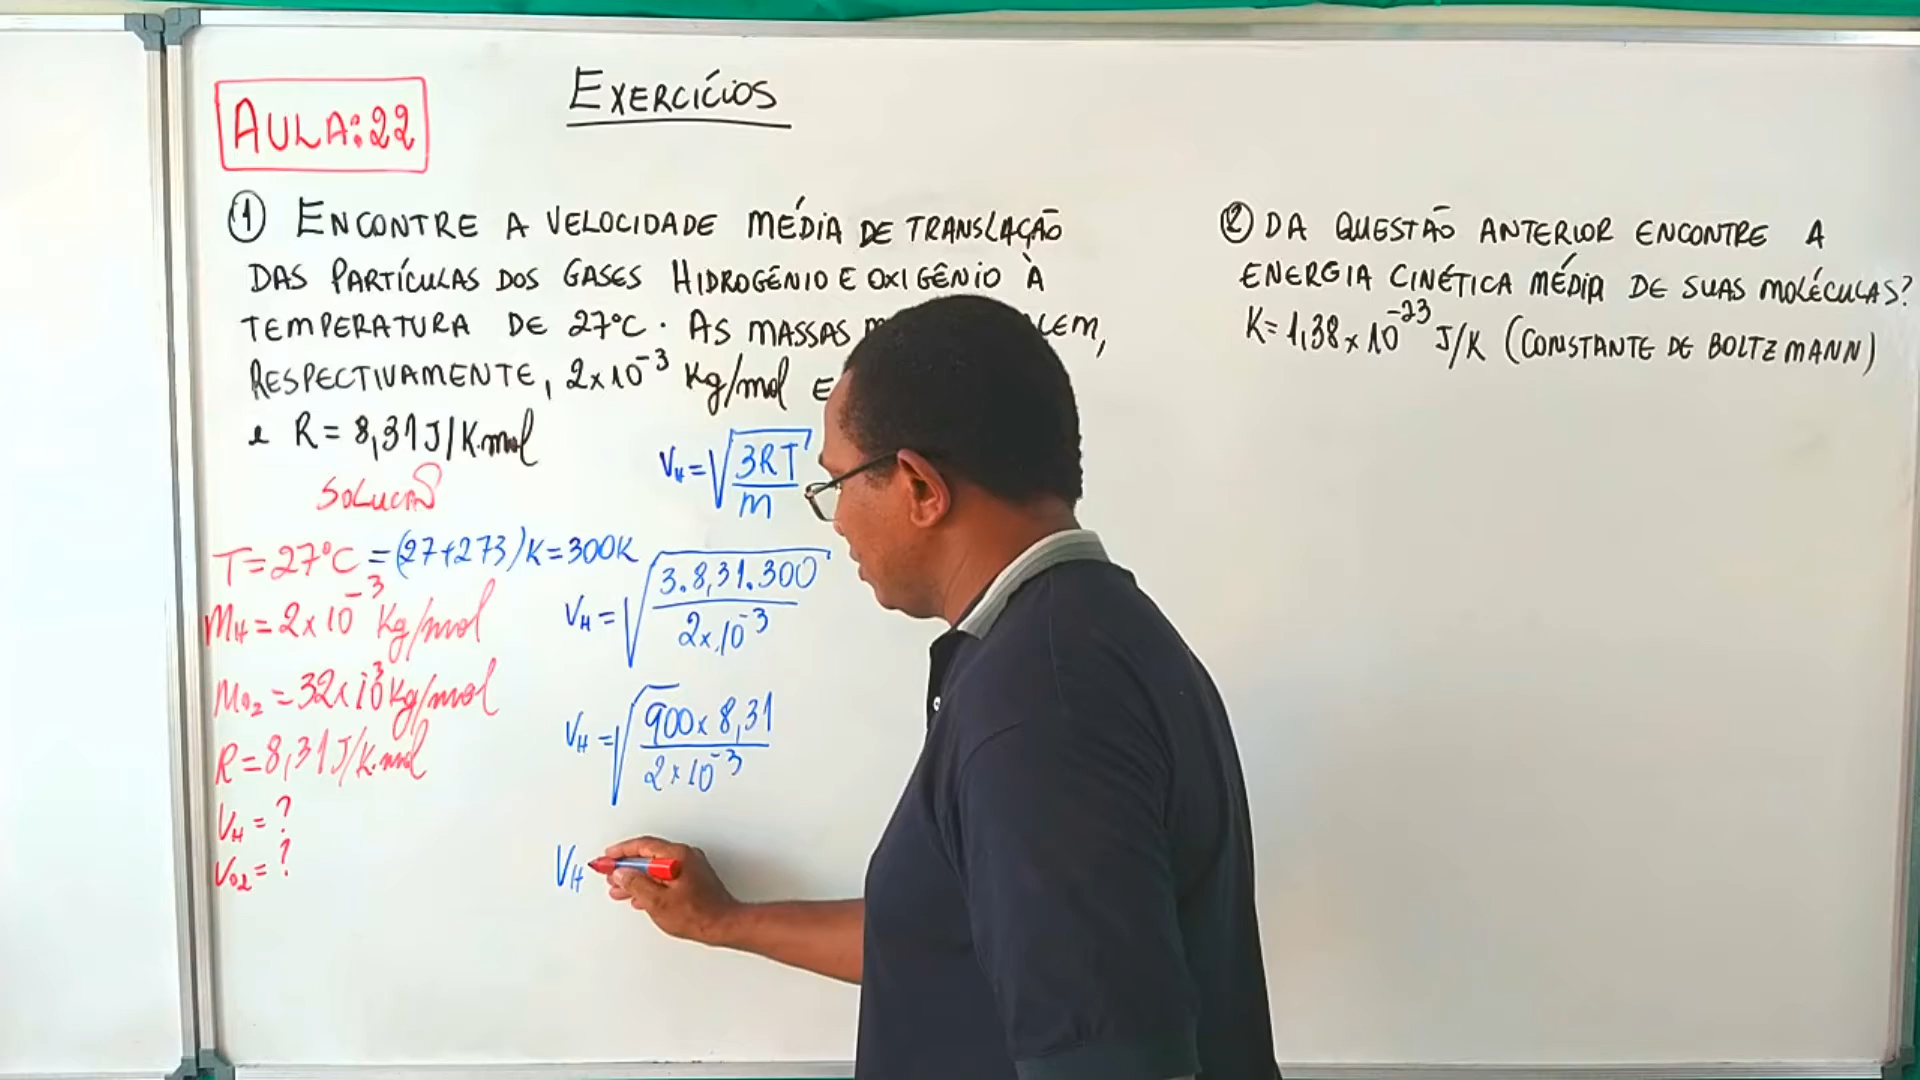 AULA:22
EXERCÍCIOS
① ENCONTRE A VELOCIDADE MÉDIA DE TRANSLAÇÃO
DAS PARTÍCULAS DOS GASES HIDROGÊNIO E OXIGÊNIO À
TEMPERATURA DE 27°C. AS MASSAS
RESPECTIVAMENTE, 2x10⁻³ Kg/mol E
e R = 8,31 J/K.mol
SOLUCÃO
T = 27°C = (27+273)K = 300K
MH = 2x10⁻³ Kg/mol
MO₂ = 32x10⁻³ Kg/mol
R = 8,31 J/K.mol
VH = ?
VO₂ = ?
VH = √3RT/m
VH = √3.8,31.300/2x10⁻³
VH = √900x8,31/2x10⁻³
VH
② DA QUESTÃO ANTERIOR ENCONTRE A
ENERGIA CINÉTICA MÉDIA DE SUAS MOLÉCULAS?
K = 1,38x10⁻²³ J/K (CONSTANTE DE BOLTZMANN)